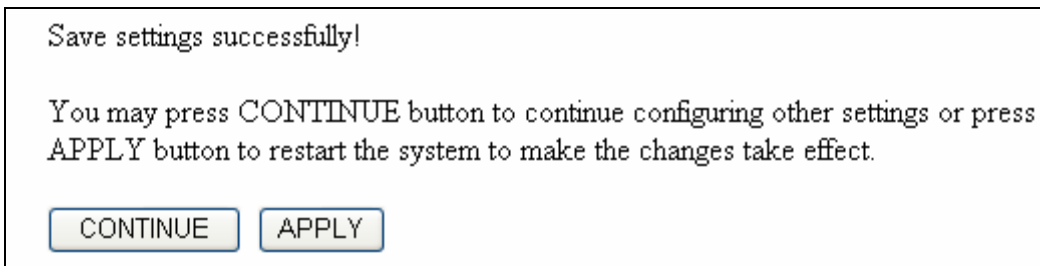 Save settings successfully!
You may press CONTINUE button to continue configuring other settings or press
APPLY button to restart the system to make the changes take effect.
CONTINUE APPLY